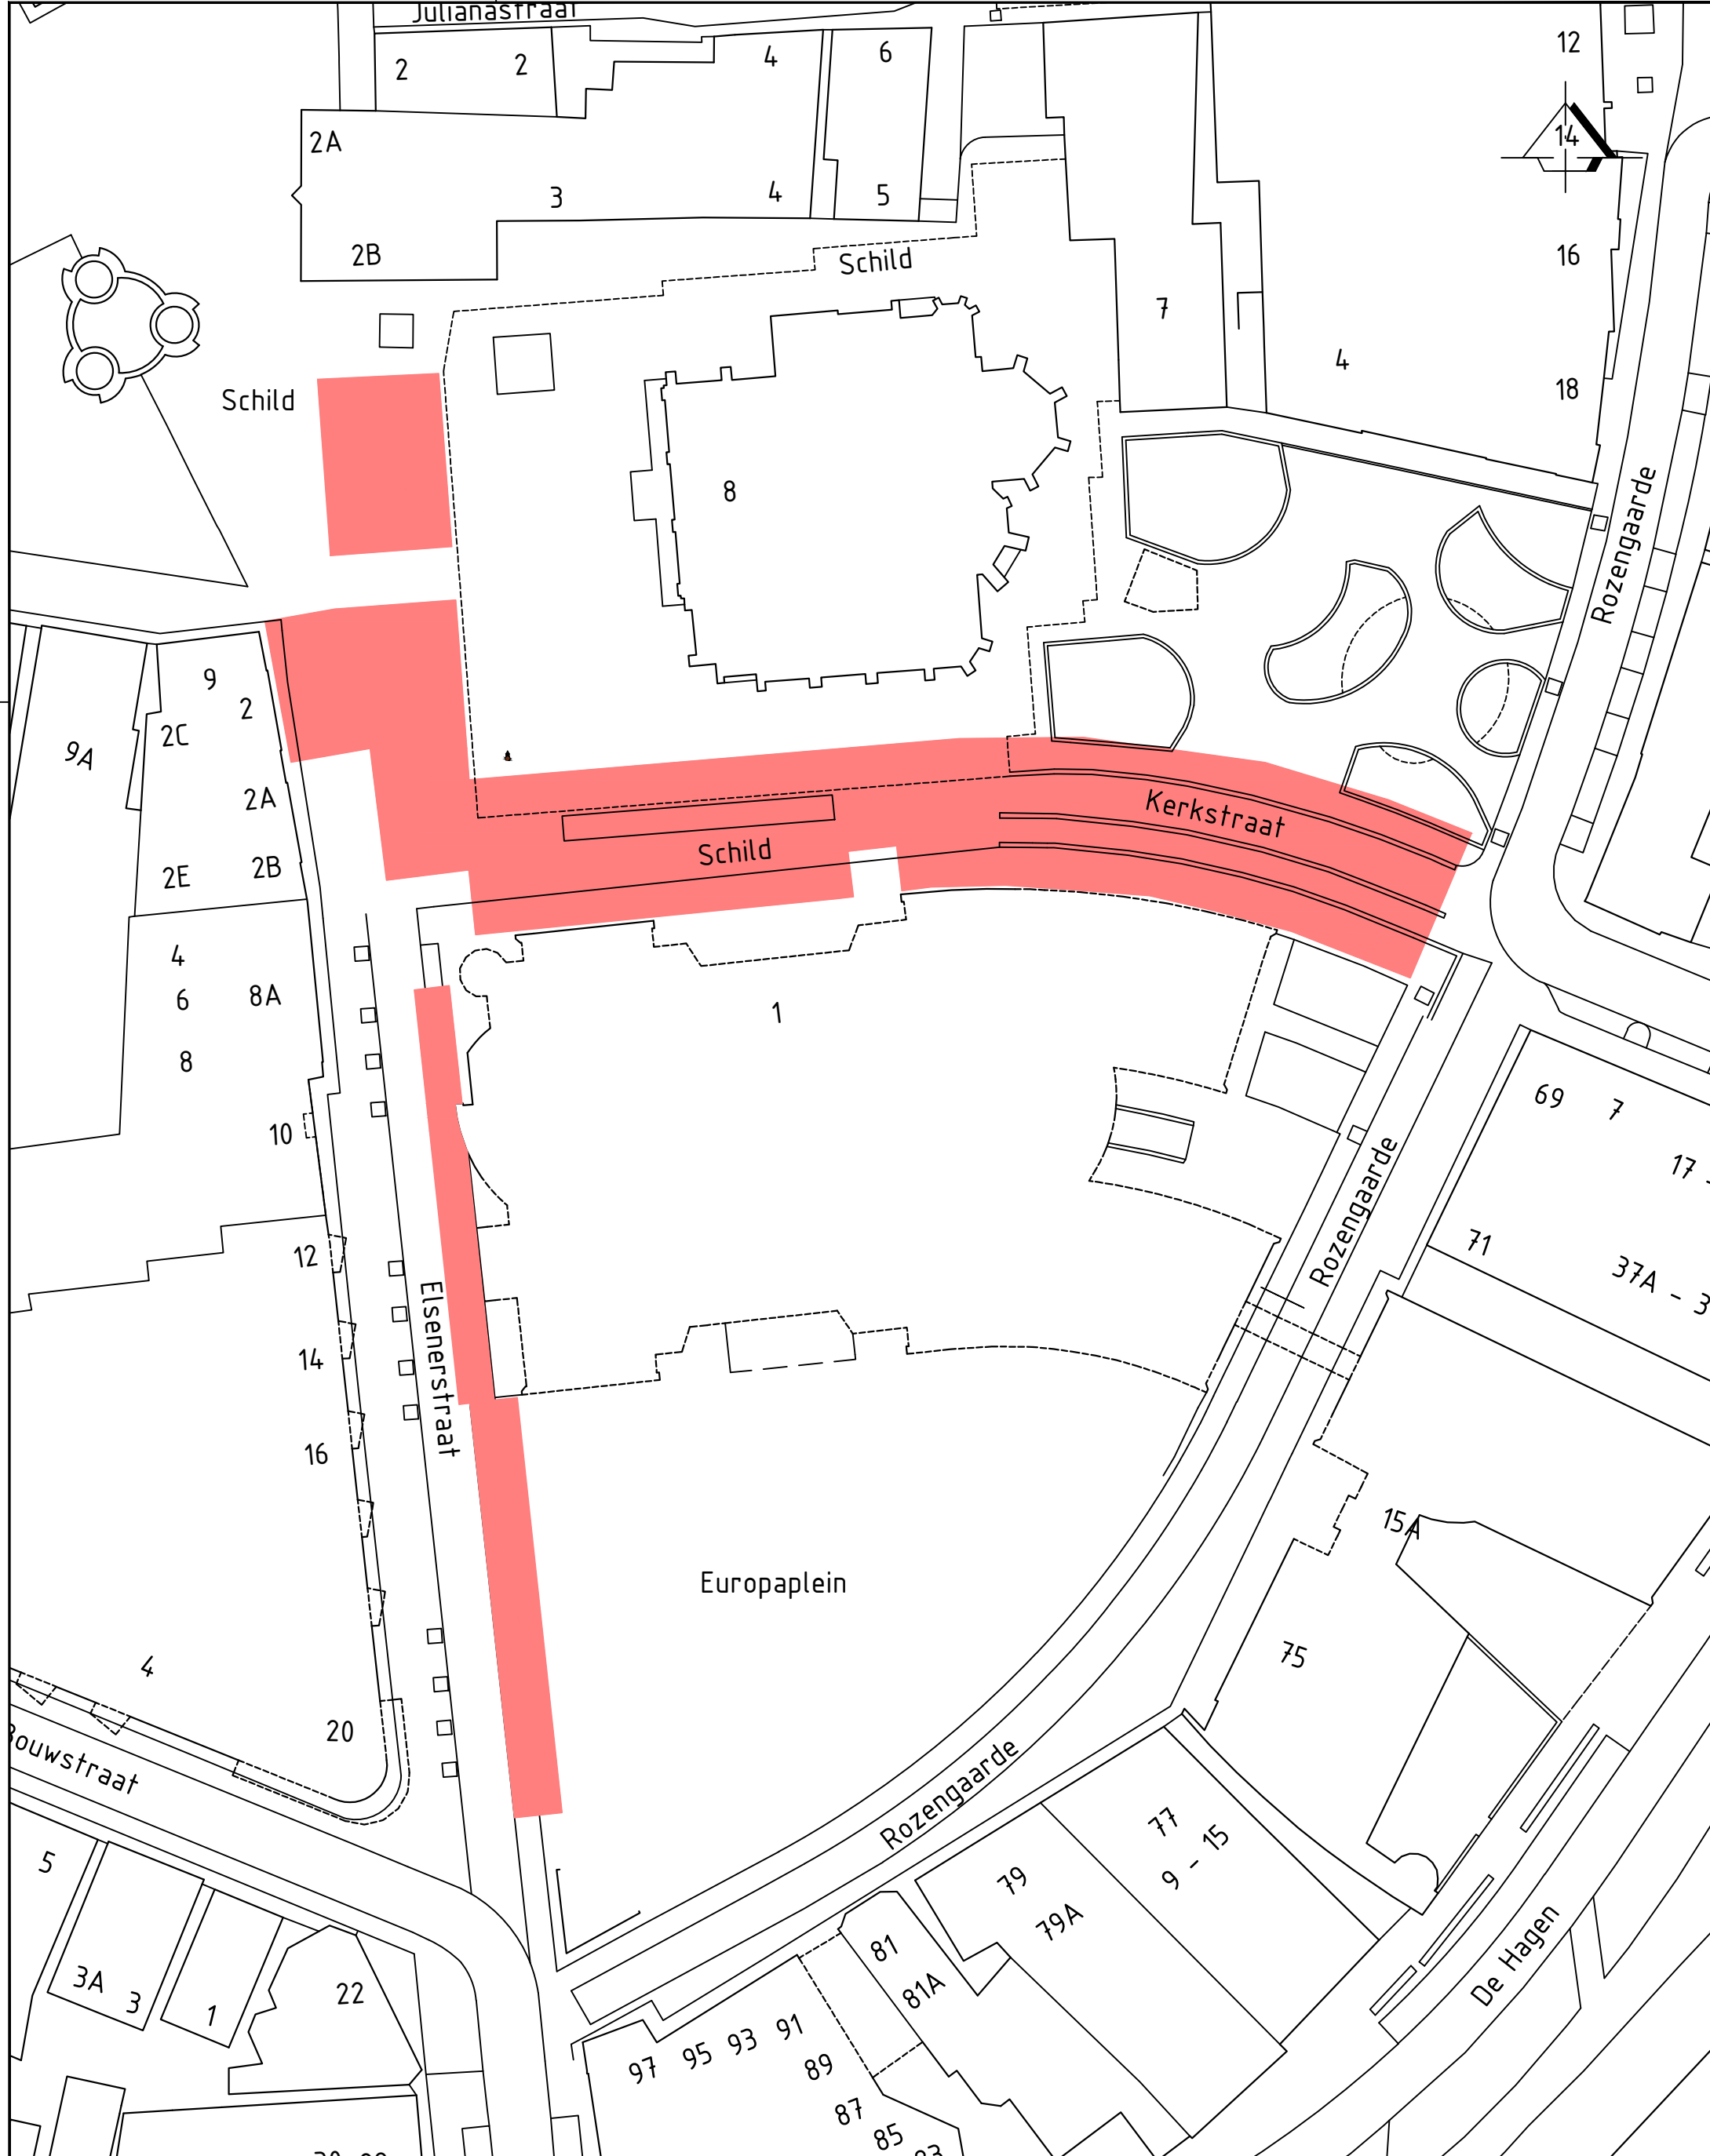 Julianastraat
2
2
4
6
12
2A
14
3
4
5
2B
Schild
16
7
4
18
Schild
8
Rozengaarde
9
2
2C
9A
2A
Kerkstraat
Schild
2E
2B
4
6
8A
1
8
69
7
10
17 -
Rozengaarde
71
12
37A - 3
Elsenerstraat
14
16
15A
Europaplein
75
4
20
Bouwstraat
Rozengaarde
77
9 - 15
79
79A
5
81
81A
De Hagen
3A
3
1
22
91
93
95
97
89
87
85